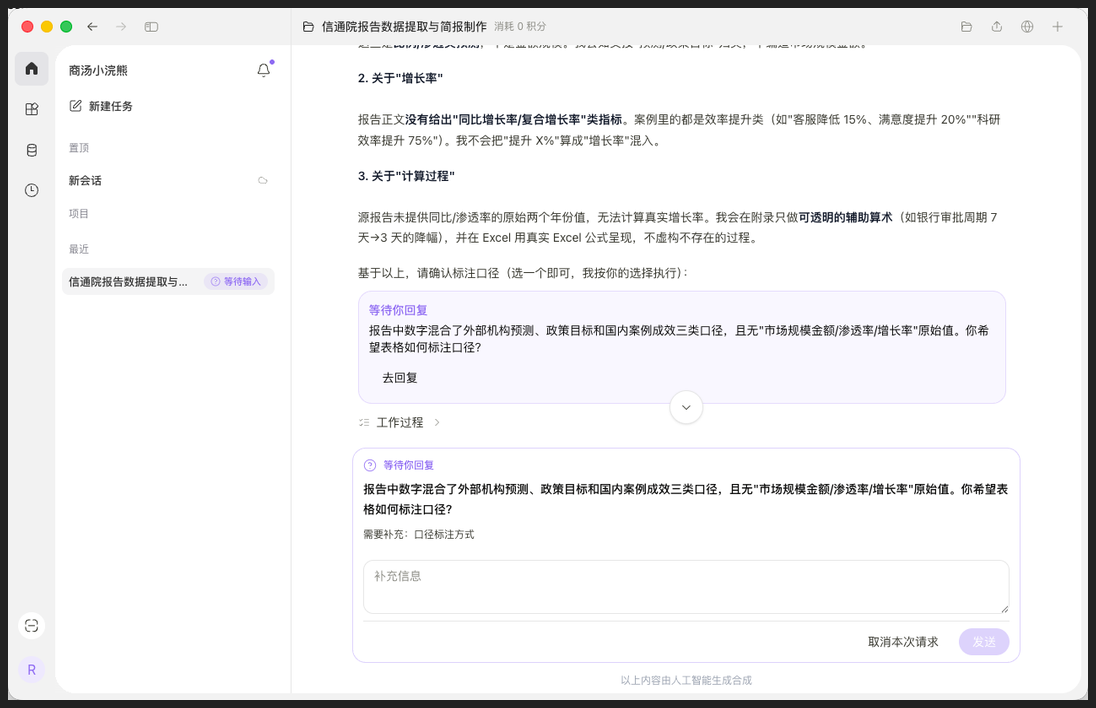 信通院报告数据提取与简报制作 消耗 0 积分
商汤小浣熊
新建任务
置顶
新会话
项目
最近
信通院报告数据提取与... 等待输入
R
2. 关于"增长率"
报告正文没有给出"同比增长率/复合增长率"类指标。案例里的都是效率提升类（如"客服降低 15%、满意度提升 20%""科研
效率提升 75%"）。我不会把"提升 X%"算成"增长率"混入。
3. 关于"计算过程"
源报告未提供同比/渗透率的原始两个年份值，无法计算真实增长率。我会在附录只做可透明的辅助算术（如银行审批周期 7
天→3 天的降幅），并在 Excel 用真实 Excel 公式呈现，不虚构不存在的过程。
基于以上，请确认标注口径（选一个即可，我按你的选择执行）：
等待你回复
报告中数字混合了外部机构预测、政策目标和国内案例成效三类口径，且无"市场规模金额/渗透率/增长率"原始值。你希
望表格如何标注口径?
去回复
工作过程
等待你回复
报告中数字混合了外部机构预测、政策目标和国内案例成效三类口径，且无"市场规模金额/渗透率/增长率"原始值。你希望表
格如何标注口径?
需要补充：口径标注方式
补充信息
取消本次请求 发送
以上内容由人工智能生成合成